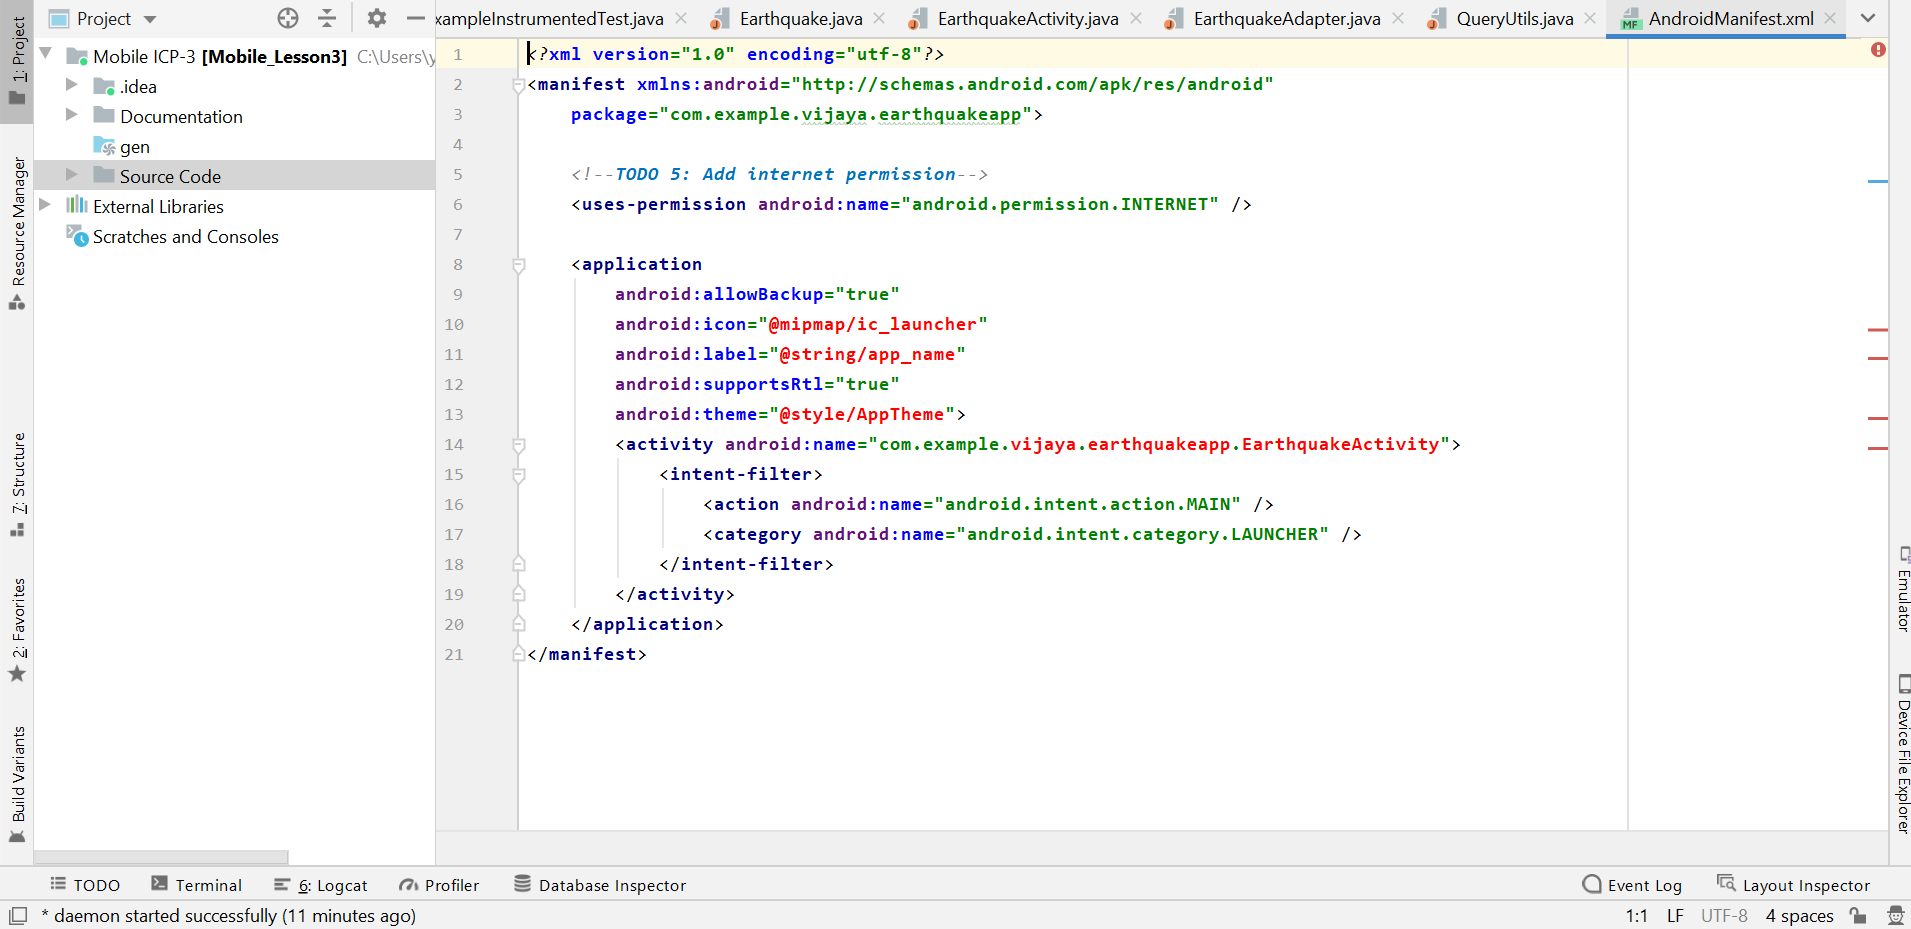 Project
xampleInstrumentedTest.java
Earthquake.java
EarthquakeActivity.java
EarthquakeAdapter.java
QueryUtils.java
MF AndroidManifest.xml
1: Project
Resource Manager
7: Structure
2: Favorites
Build Variants
Mobile ICP-3 [Mobile_Lesson3] C:\Users\y
.idea
Documentation
gen
Source Code
External Libraries
Scratches and Consoles
1 <?xml version="1.0" encoding="utf-8"?>
2 <manifest xmlns:android="http://schemas.android.com/apk/res/android"
3     package="com.example.vijaya.earthquakeapp">
4
5     <!--TODO 5: Add internet permission-->
6     <uses-permission android:name="android.permission.INTERNET" />
7
8     <application
9         android:allowBackup="true"
10         android:icon="@mipmap/ic_launcher"
11         android:label="@string/app_name"
12         android:supportsRtl="true"
13         android:theme="@style/AppTheme">
14         <activity android:name="com.example.vijaya.earthquakeapp.EarthquakeActivity">
15             <intent-filter>
16                 <action android:name="android.intent.action.MAIN" />
17                 <category android:name="android.intent.category.LAUNCHER" />
18             </intent-filter>
19         </activity>
20     </application>
21 </manifest>
Emulator
Device File Explorer
TODO
Terminal
6: Logcat
Profiler
Database Inspector
Event Log
Layout Inspector
* daemon started successfully (11 minutes ago)
1:1 LF UTF-8 4 spaces